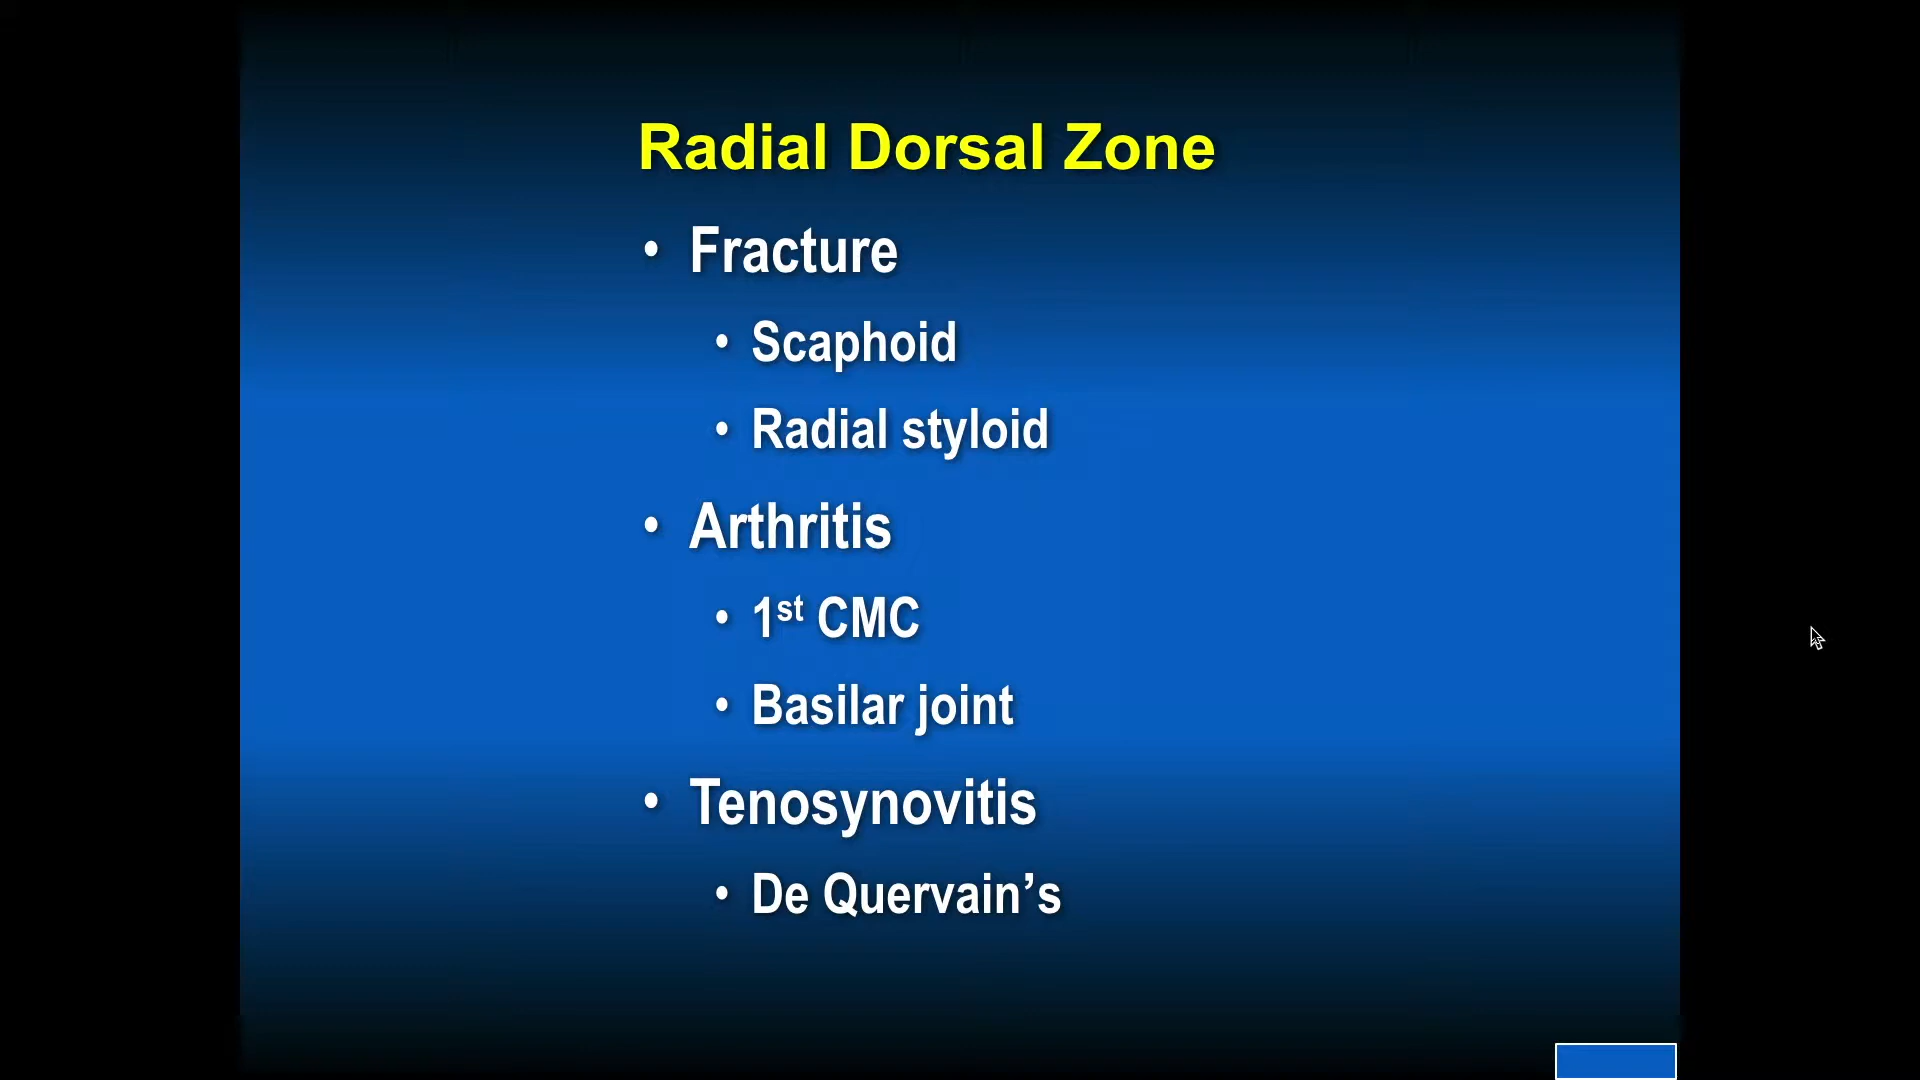 Radial Dorsal Zone
• Fracture
• Scaphoid
• Radial styloid
• Arthritis
• 1st CMC
• Basilar joint
• Tenosynovitis
• De Quervain’s